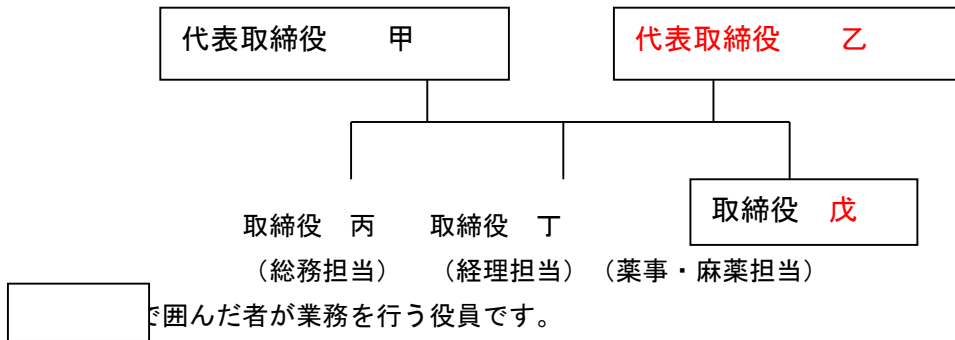 代表取締役　　甲
代表取締役　　乙
取締役　丙
取締役　丁
取締役　戊
（総務担当）
（経理担当）
（薬事・麻薬担当）
で囲んだ者が業務を行う役員です。